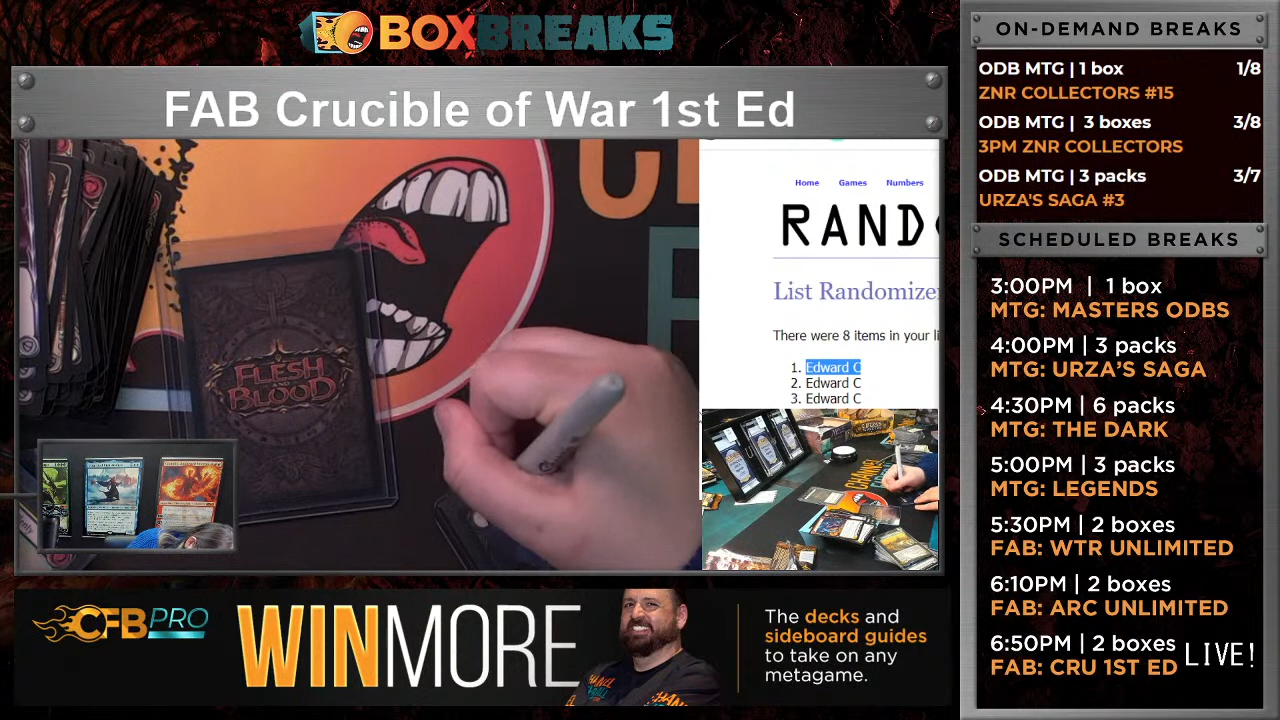 BOXBREAKS
FAB Crucible of War 1st Ed
FLESH
AND
BLOOD
Home Games Numbers
RAND
List Randomize
There were 8 items in your li
1. Edward C
2. Edward C
3. Edward C
CFB PRO
WINMORE
The decks and
sideboard guides
to take on any
metagame.
ON-DEMAND BREAKS
ODB MTG | 1 box 1/8
ZNR COLLECTORS #15
ODB MTG | 3 boxes 3/8
3PM ZNR COLLECTORS
ODB MTG | 3 packs 3/7
URZA'S SAGA #3
SCHEDULED BREAKS
3:00PM | 1 box
MTG: MASTERS ODBS
4:00PM | 3 packs
MTG: URZA'S SAGA
4:30PM | 6 packs
MTG: THE DARK
5:00PM | 3 packs
MTG: LEGENDS
5:30PM | 2 boxes
FAB: WTR UNLIMITED
6:10PM | 2 boxes
FAB: ARC UNLIMITED
6:50PM | 2 boxes
FAB: CRU 1ST ED
LIVE!